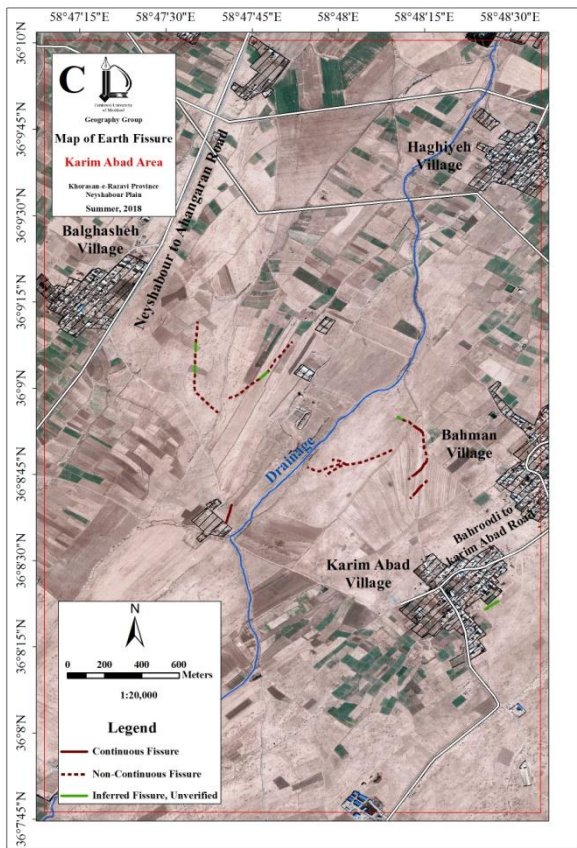 58°47'15"E 58°47'30"E 58°47'45"E 58°48'E 58°48'15"E 58°48'30"E
36°10'N
36°9'45"N
36°9'30"N
36°9'15"N
36°9'N
36°8'45"N
36°8'30"N
36°8'15"N
36°8'N
36°7'45"N
C
Ferdowsi University
of Mashhad
Geography Group
Map of Earth Fissure
Karim Abad Area
Khorasan-e-Razavi Province
Neyshabour Plain
Summer, 2018
Haghiyeh
Village
Neyshabour to Ahangaran Road
Balghasheh
Village
Drainage
Bahman
Village
Bahroodi to
karim Abad Road
Karim Abad
Village
N
0 200 400 600
Meters
1:20,000
Legend
Continuous Fissure
Non-Continuous Fissure
Inferred Fissure, Unverified